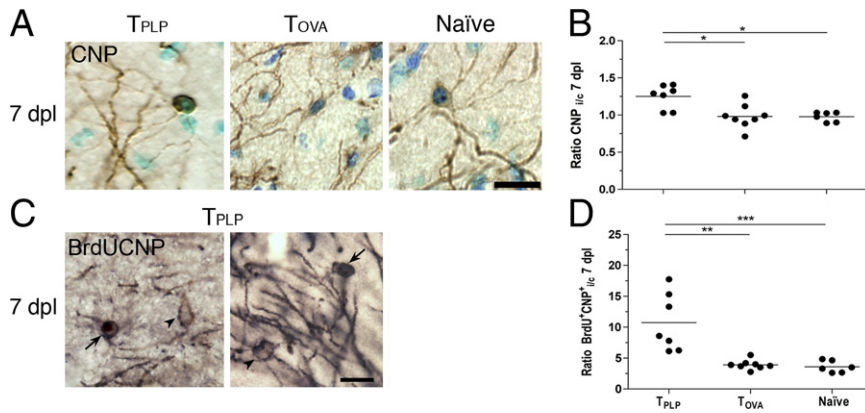 A
TPLP
TOVA
Naïve
CNP
7 dpl
B
*
*
Ratio CNP i/c 7 dpl
2.0
1.5
1.0
0.5
0.0
C
TPLP
BrdUCNP
7 dpl
D
***
**
Ratio BrdU+CNP+ i/c 7 dpl
25
20
15
10
5
0
TPLP
TOVA
Naïve